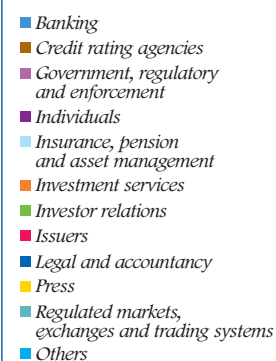 Banking
Credit rating agencies
Government, regulatory
and enforcement
Individuals
Insurance, pension
and asset management
Investment services
Investor relations
Issuers
Legal and accountancy
Press
Regulated markets,
exchanges and trading systems
Others